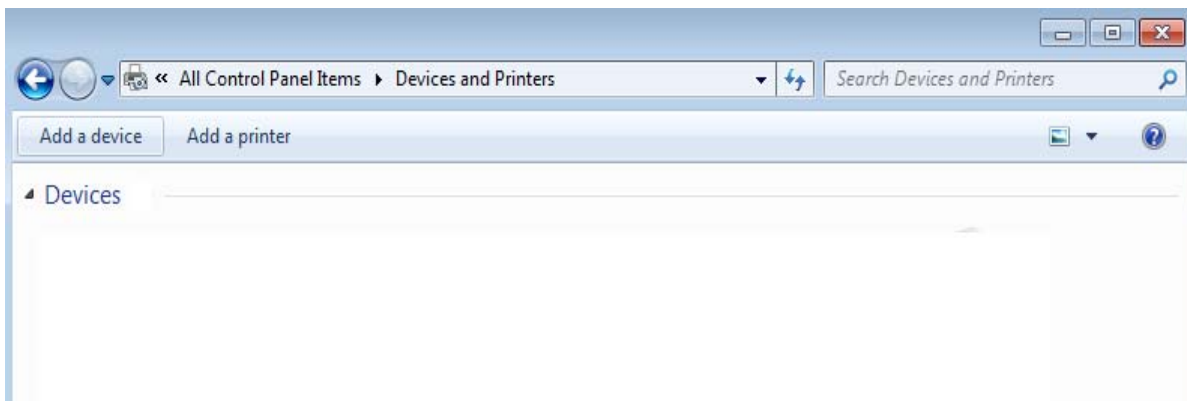 « All Control Panel Items ▸ Devices and Printers Search Devices and Printers
Add a device Add a printer
Devices